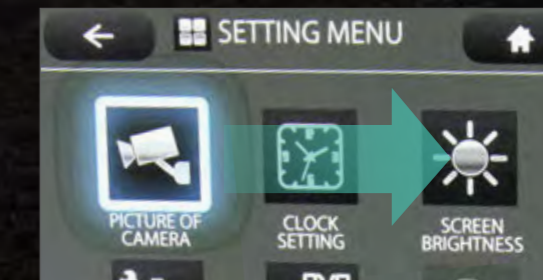 SETTING MENU
PICTURE OF
CAMERA
CLOCK
SETTING
SCREEN
BRIGHTNESS